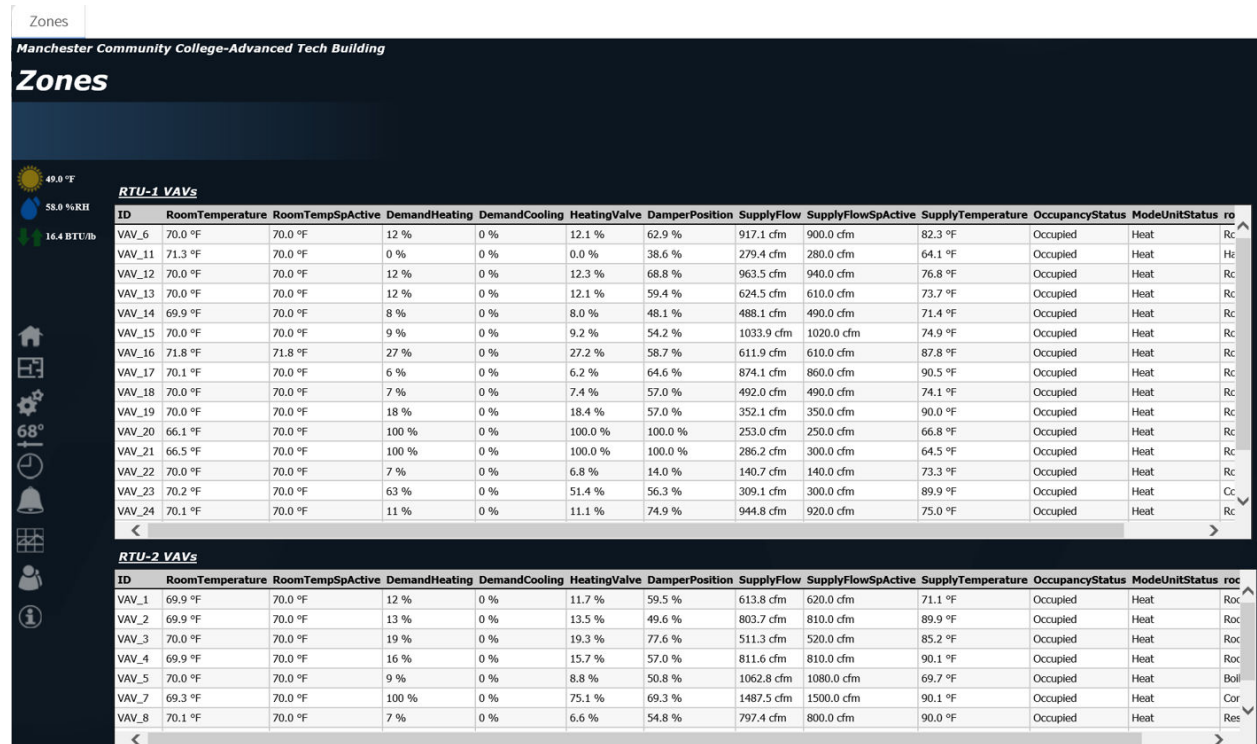 Zones
Manchester Community College-Advanced Tech Building
Zones
49.0 °F
58.0 %RH
16.4 BTU/lb
68°
RTU-1 VAVs
ID RoomTemperature RoomTempSpActive DemandHeating DemandCooling HeatingValve DamperPosition SupplyFlow SupplyFlowSpActive SupplyTemperature OccupancyStatus ModeUnitStatus ro
VAV_6 70.0 °F 70.0 °F 12 % 0 % 12.1 % 62.9 % 917.1 cfm 900.0 cfm 82.3 °F Occupied Heat Rc
VAV_11 71.3 °F 70.0 °F 0 % 0 % 0.0 % 38.6 % 279.4 cfm 280.0 cfm 64.1 °F Occupied Heat Ha
VAV_12 70.0 °F 70.0 °F 12 % 0 % 12.3 % 68.8 % 963.5 cfm 940.0 cfm 76.8 °F Occupied Heat Rc
VAV_13 70.0 °F 70.0 °F 12 % 0 % 12.1 % 59.4 % 624.5 cfm 610.0 cfm 73.7 °F Occupied Heat Rc
VAV_14 69.9 °F 70.0 °F 8 % 0 % 8.0 % 48.1 % 488.1 cfm 490.0 cfm 71.4 °F Occupied Heat Rc
VAV_15 70.0 °F 70.0 °F 9 % 0 % 9.2 % 54.2 % 1033.9 cfm 1020.0 cfm 74.9 °F Occupied Heat Rc
VAV_16 71.8 °F 71.8 °F 27 % 0 % 27.2 % 58.7 % 611.9 cfm 610.0 cfm 87.8 °F Occupied Heat Rc
VAV_17 70.1 °F 70.0 °F 6 % 0 % 6.2 % 64.6 % 874.1 cfm 860.0 cfm 90.5 °F Occupied Heat Rc
VAV_18 70.0 °F 70.0 °F 7 % 0 % 7.4 % 57.0 % 492.0 cfm 490.0 cfm 74.1 °F Occupied Heat Rc
VAV_19 70.0 °F 70.0 °F 18 % 0 % 18.4 % 57.0 % 352.1 cfm 350.0 cfm 90.0 °F Occupied Heat Rc
VAV_20 66.1 °F 70.0 °F 100 % 0 % 100.0 % 100.0 % 253.0 cfm 250.0 cfm 66.8 °F Occupied Heat Rc
VAV_21 66.5 °F 70.0 °F 100 % 0 % 100.0 % 100.0 % 286.2 cfm 300.0 cfm 64.5 °F Occupied Heat Rc
VAV_22 70.0 °F 70.0 °F 7 % 0 % 6.8 % 14.0 % 140.7 cfm 140.0 cfm 73.3 °F Occupied Heat Rc
VAV_23 70.2 °F 70.0 °F 63 % 0 % 51.4 % 56.3 % 309.1 cfm 300.0 cfm 89.9 °F Occupied Heat Cc
VAV_24 70.1 °F 70.0 °F 11 % 0 % 11.1 % 74.9 % 944.8 cfm 920.0 cfm 75.0 °F Occupied Heat Rc
RTU-2 VAVs
ID RoomTemperature RoomTempSpActive DemandHeating DemandCooling HeatingValve DamperPosition SupplyFlow SupplyFlowSpActive SupplyTemperature OccupancyStatus ModeUnitStatus roc
VAV_1 69.9 °F 70.0 °F 12 % 0 % 11.7 % 59.5 % 613.8 cfm 620.0 cfm 71.1 °F Occupied Heat Roc
VAV_2 69.9 °F 70.0 °F 13 % 0 % 13.5 % 49.6 % 803.7 cfm 810.0 cfm 89.9 °F Occupied Heat Roc
VAV_3 70.0 °F 70.0 °F 19 % 0 % 19.3 % 77.6 % 511.3 cfm 520.0 cfm 85.2 °F Occupied Heat Roc
VAV_4 69.9 °F 70.0 °F 16 % 0 % 15.7 % 57.0 % 811.6 cfm 810.0 cfm 90.1 °F Occupied Heat Roc
VAV_5 70.0 °F 70.0 °F 9 % 0 % 8.8 % 50.8 % 1062.8 cfm 1080.0 cfm 69.7 °F Occupied Heat Boil
VAV_7 69.3 °F 70.0 °F 100 % 0 % 75.1 % 69.3 % 1487.5 cfm 1500.0 cfm 90.1 °F Occupied Heat Cor
VAV_8 70.1 °F 70.0 °F 7 % 0 % 6.6 % 54.8 % 797.4 cfm 800.0 cfm 90.0 °F Occupied Heat Res